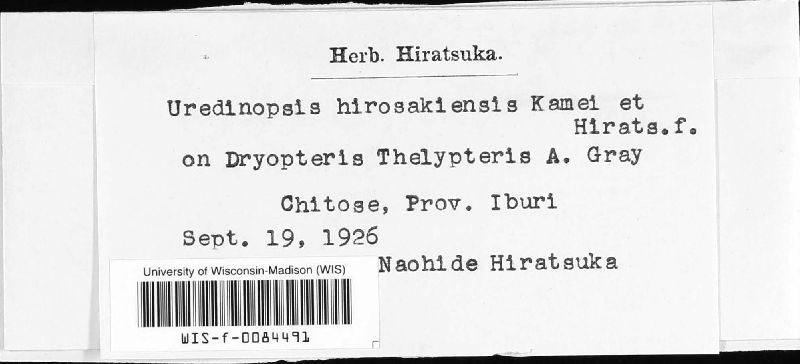 Herb. Hiratsuka.
Uredinopsis hirosakiensis Kamei et
Hirats.f.
on Dryopteris Thelypteris A. Gray
Chitose, Prov. Iburi
Sept. 19, 1926
Naohide Hiratsuka
University of Wisconsin-Madison (WIS)
WIS-f-0084491